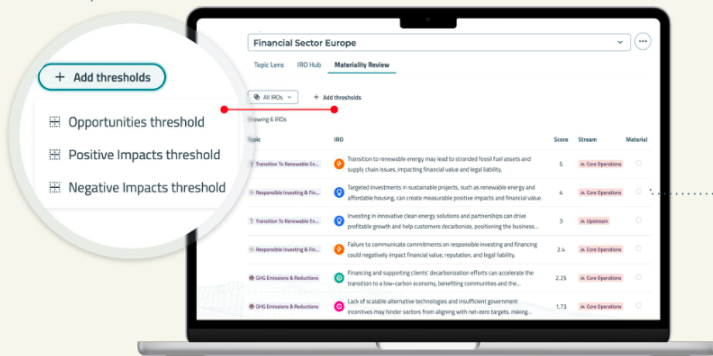 + Add thresholds
Opportunities threshold
Positive Impacts threshold
Negative Impacts threshold
Financial Sector Europe
Topic Lens IRO Hub Materiality Review
All IROs + Add thresholds
Showing 6 IROs
Topic IRO Score Stream Material
Transition To Renewable En... Transition to renewable energy may lead to stranded fossil fuel assets and 5 Core Operations
supply chain issues, impacting financial value and legal liability.
Responsible Investing & Fin... Targeted investments in sustainable projects, such as renewable energy and 4 Core Operations
affordable housing, can create measurable positive impacts and financial value.
Transition To Renewable En... Investing in innovative clean energy solutions and partnerships can drive 3 Upstream
profitable growth and help customers decarbonize, positioning the business...
Responsible Investing & Fin... Failure to communicate commitments on responsible investing and financing 2.4 Core Operations
could negatively impact financial value, reputation, and legal liability.
GHG Emissions & Reductions Financing and supporting clients' decarbonization efforts can accelerate the 2.25 Core Operations
transition to a low-carbon economy, benefiting communities and the...
GHG Emissions & Reductions Lack of scalable alternative technologies and insufficient government 1.73 Core Operations
incentives may hinder sectors from aligning with net-zero targets, risking...